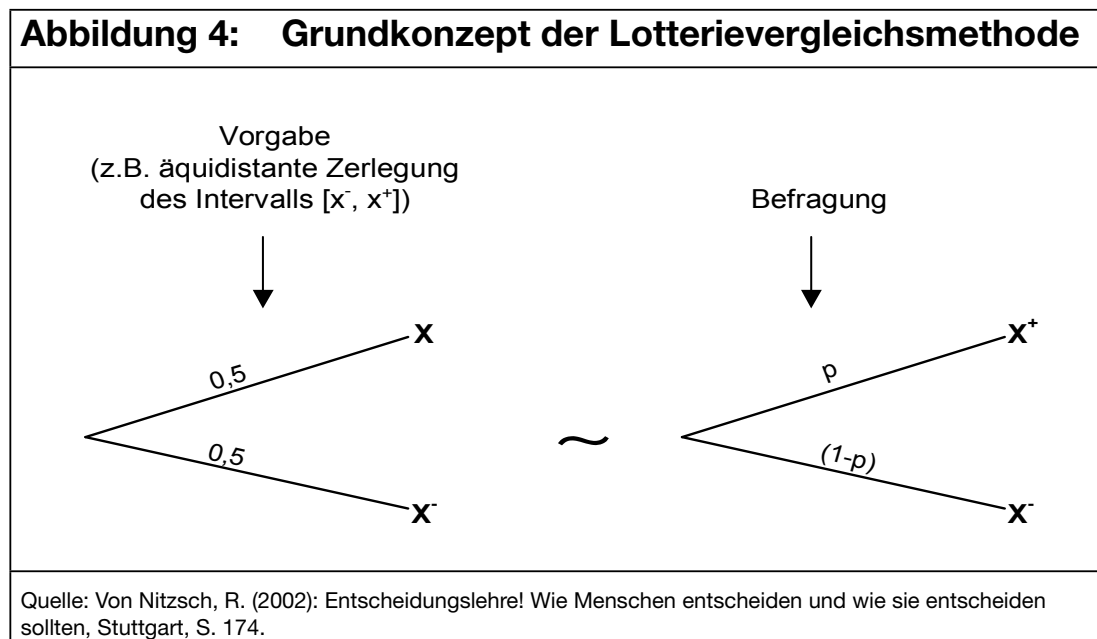 Abbildung 4: Grundkonzept der Lotterievergleichsmethode
Vorgabe
(z.B. äquidistante Zerlegung
des Intervalls [x⁻, x⁺])
Befragung
0,5
x
0,5
x⁻
~
p
x⁺
(1-p)
x⁻
Quelle: Von Nitzsch, R. (2002): Entscheidungslehre! Wie Menschen entscheiden und wie sie entscheiden
sollten, Stuttgart, S. 174.